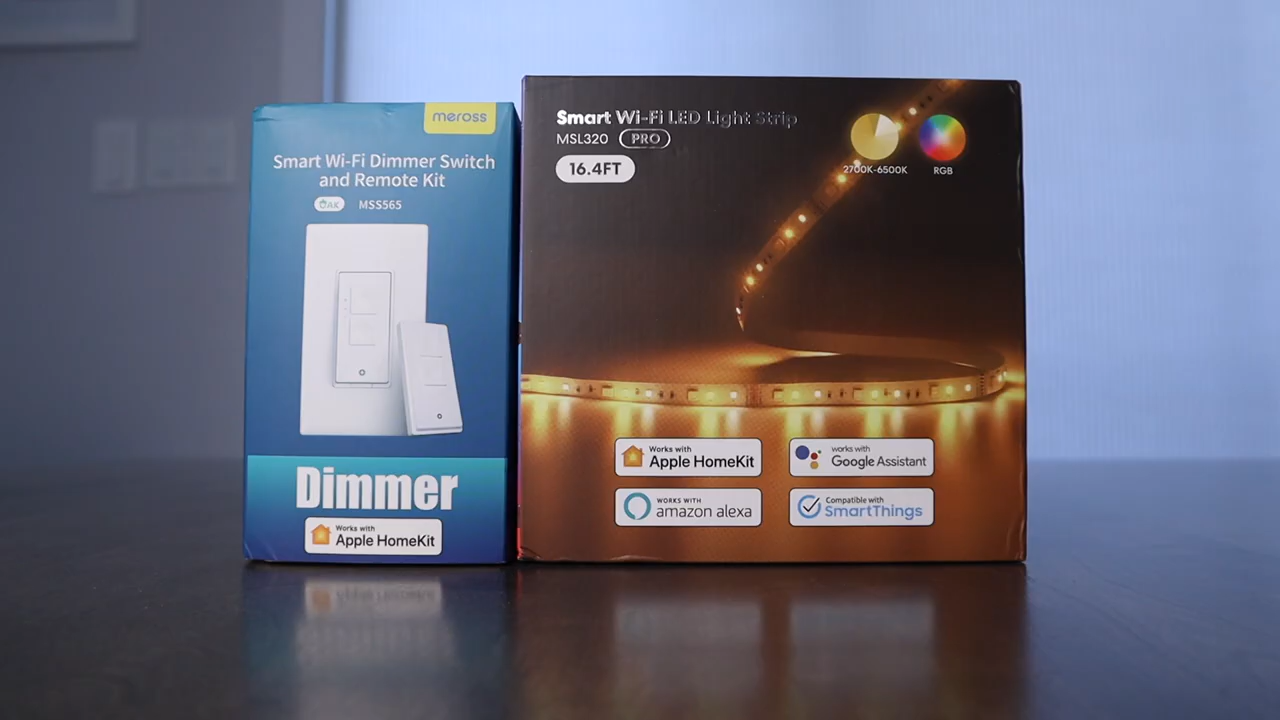 meross
Smart Wi-Fi Dimmer Switch
and Remote Kit
AK MSS565
Dimmer
Works with
Apple HomeKit
Smart Wi-Fi LED Light Strip
MSL320 PRO
16.4FT
2700K-6500K
RGB
Works with
Apple HomeKit
works with
Google Assistant
WORKS WITH
amazon alexa
Compatible with
SmartThings